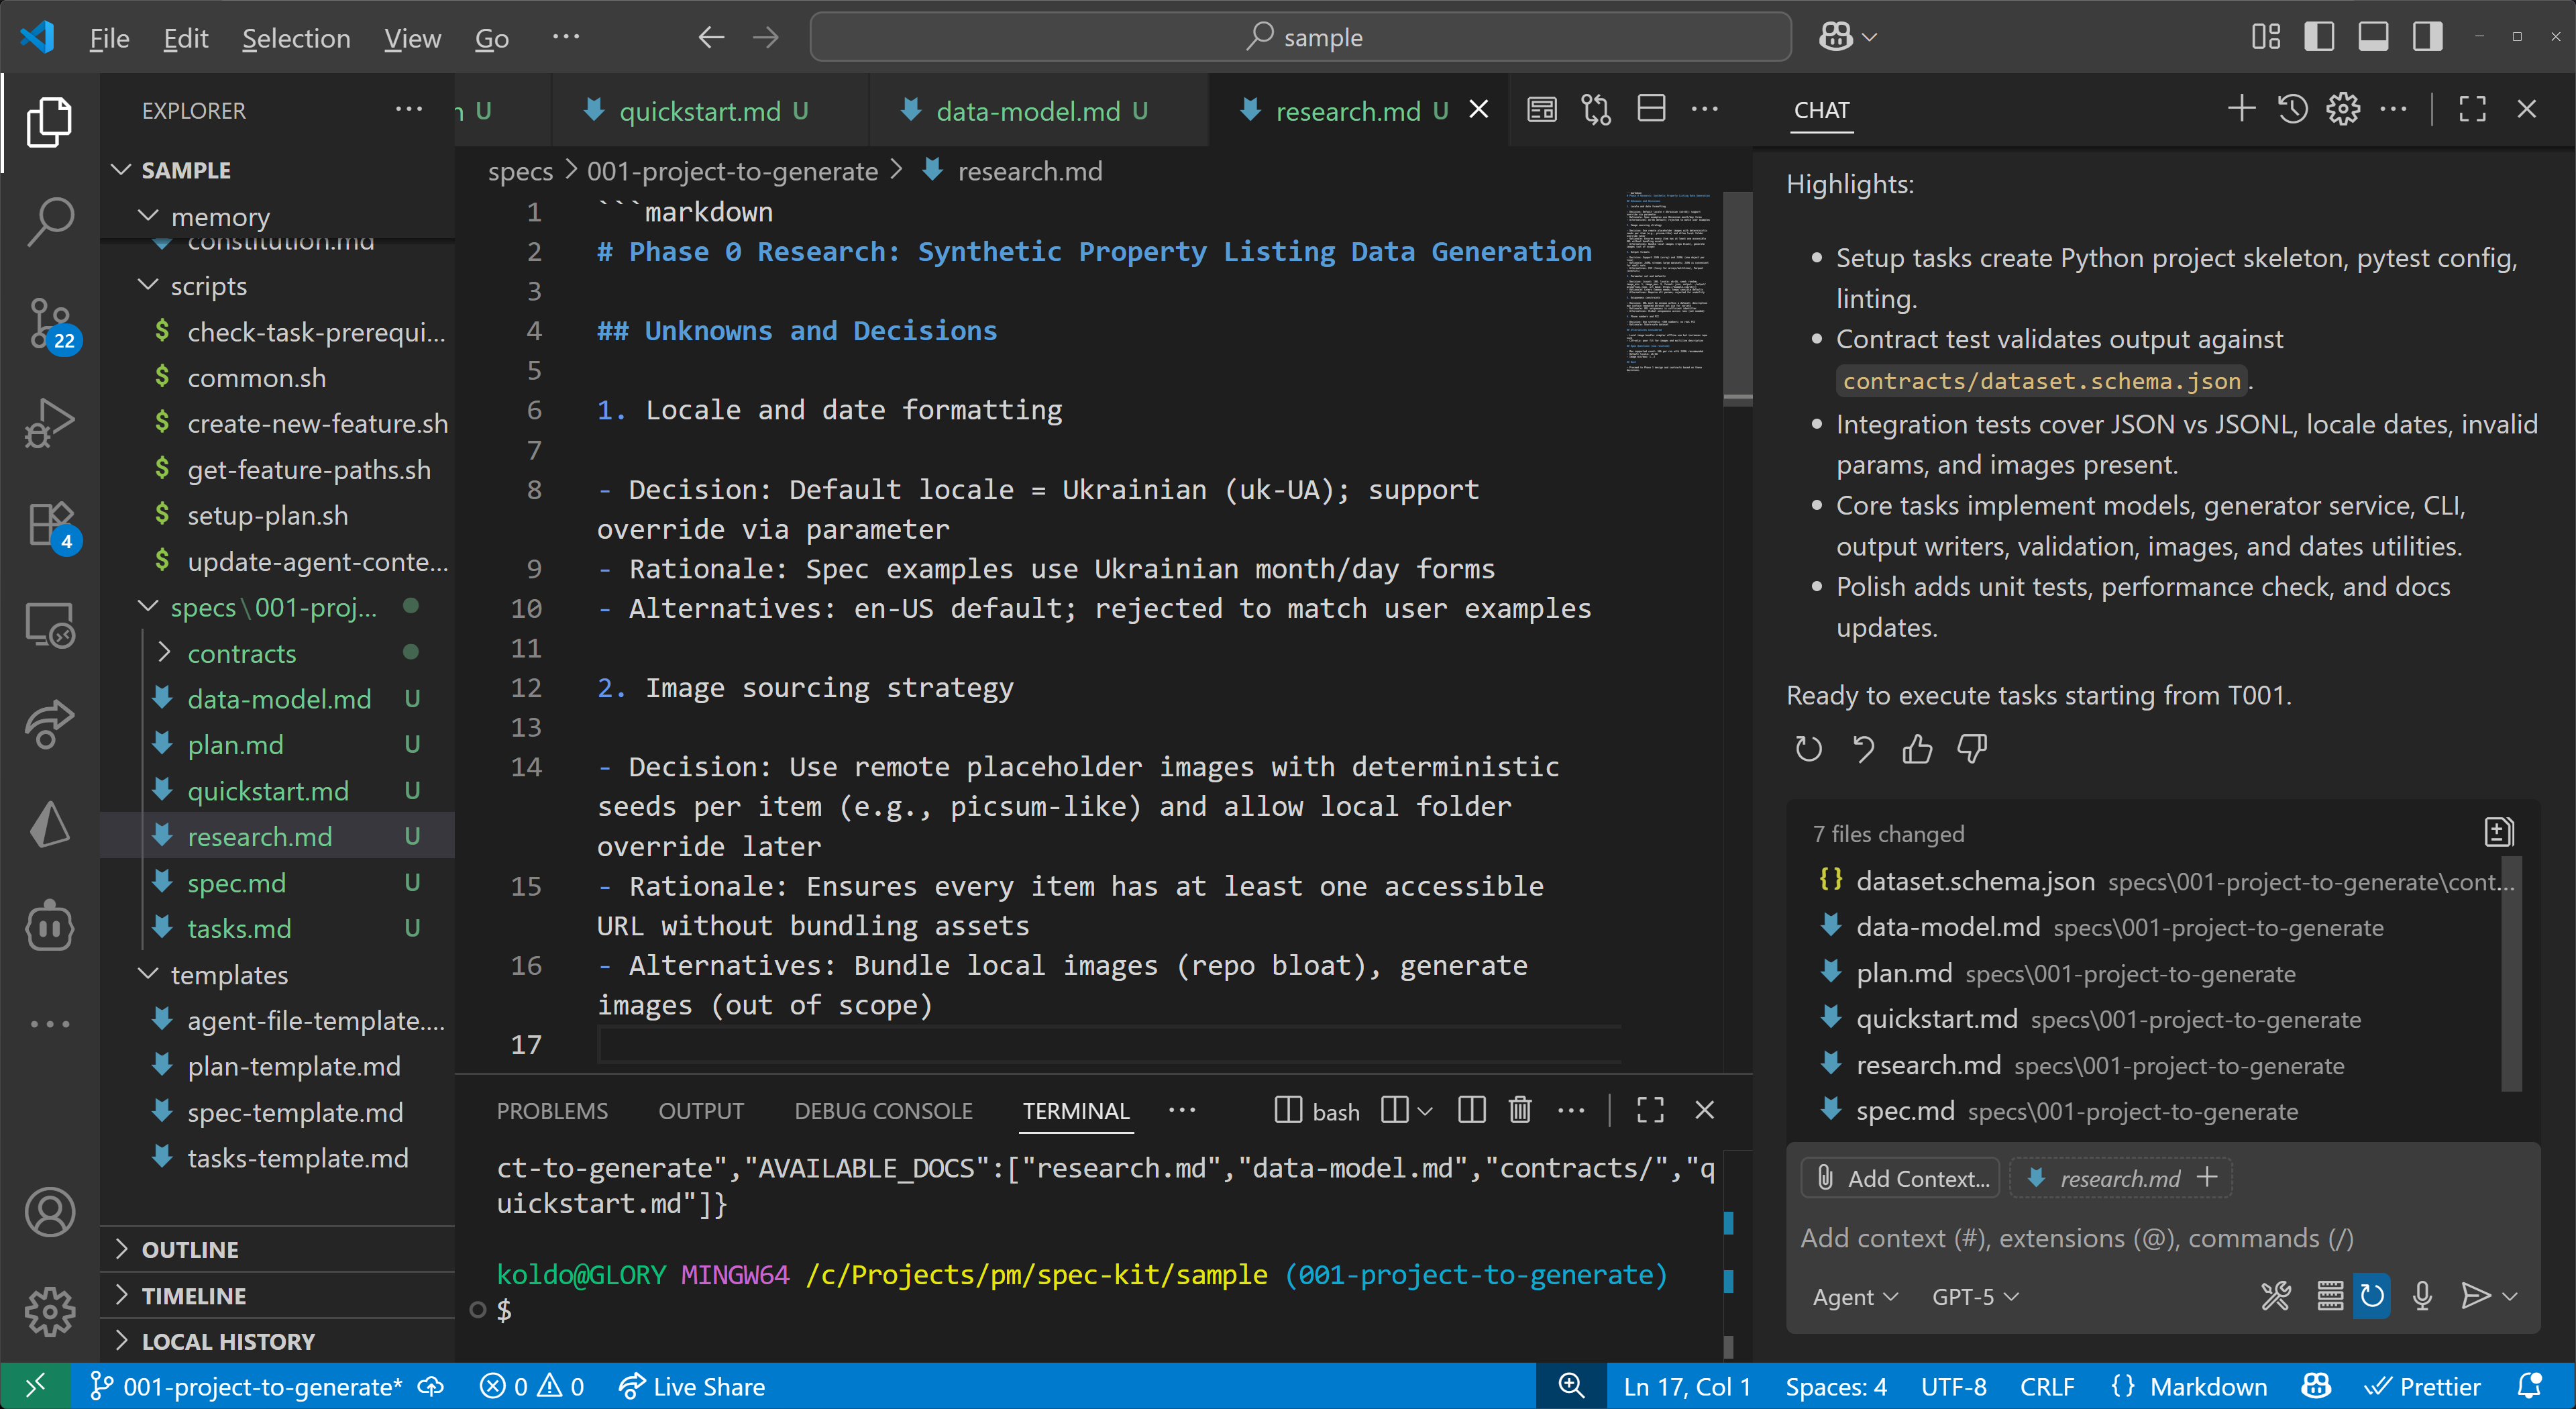 File Edit Selection View Go ...
sample
EXPLORER
SAMPLE
memory
constitution.md
scripts
$ check-task-prerequi...
$ common.sh
$ create-new-feature.sh
$ get-feature-paths.sh
$ setup-plan.sh
$ update-agent-conte...
specs\001-proj...
contracts
data-model.md U
plan.md U
quickstart.md U
research.md U
spec.md U
tasks.md U
templates
agent-file-template....
plan-template.md
spec-template.md
tasks-template.md
OUTLINE
TIMELINE
LOCAL HISTORY
22
4
U
quickstart.md U
data-model.md U
research.md U
specs > 001-project-to-generate > research.md
1 ```markdown
2 # Phase 0 Research: Synthetic Property Listing Data Generation
3
4 ## Unknowns and Decisions
5
6 1. Locale and date formatting
7
8 - Decision: Default locale = Ukrainian (uk-UA); support
override via parameter
9 - Rationale: Spec examples use Ukrainian month/day forms
10 - Alternatives: en-US default; rejected to match user examples
11
12 2. Image sourcing strategy
13
14 - Decision: Use remote placeholder images with deterministic
seeds per item (e.g., picsum-like) and allow local folder
override later
15 - Rationale: Ensures every item has at least one accessible
URL without bundling assets
16 - Alternatives: Bundle local images (repo bloat), generate
images (out of scope)
17
PROBLEMS OUTPUT DEBUG CONSOLE TERMINAL ...
bash
ct-to-generate","AVAILABLE_DOCS":["research.md","data-model.md","contracts/","q
uickstart.md"]}
koldo@GLORY MINGW64 /c/Projects/pm/spec-kit/sample (001-project-to-generate)
$
CHAT
Highlights:
• Setup tasks create Python project skeleton, pytest config,
linting.
• Contract test validates output against
contracts/dataset.schema.json.
• Integration tests cover JSON vs JSONL, locale dates, invalid
params, and images present.
• Core tasks implement models, generator service, CLI,
output writers, validation, images, and dates utilities.
• Polish adds unit tests, performance check, and docs
updates.
Ready to execute tasks starting from T001.
7 files changed
{} dataset.schema.json specs\001-project-to-generate\cont...
data-model.md specs\001-project-to-generate
plan.md specs\001-project-to-generate
quickstart.md specs\001-project-to-generate
research.md specs\001-project-to-generate
spec.md specs\001-project-to-generate
Add Context... research.md +
Add context (#), extensions (@), commands (/)
Agent GPT-5
001-project-to-generate* 0 0 Live Share
Ln 17, Col 1 Spaces: 4 UTF-8 CRLF {} Markdown Prettier